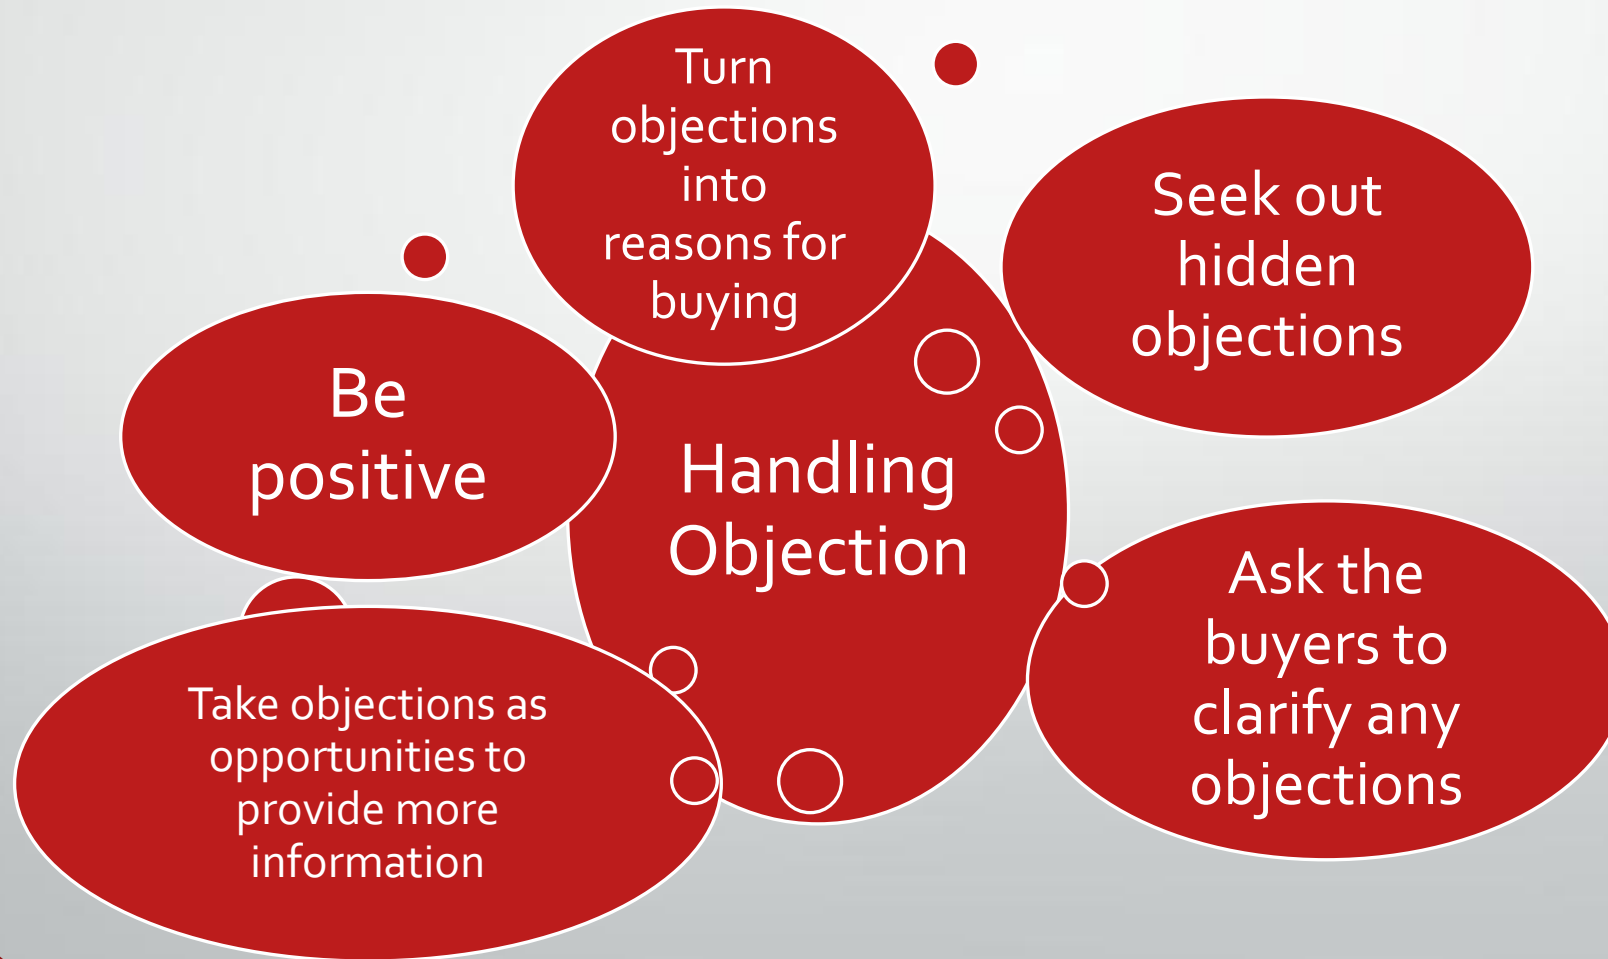 Turn
objections
into
reasons for
buying
Seek out
hidden
objections
Be
positive
Handling
Objection
Ask the
buyers to
clarify any
objections
Take objections as
opportunities to
provide more
information